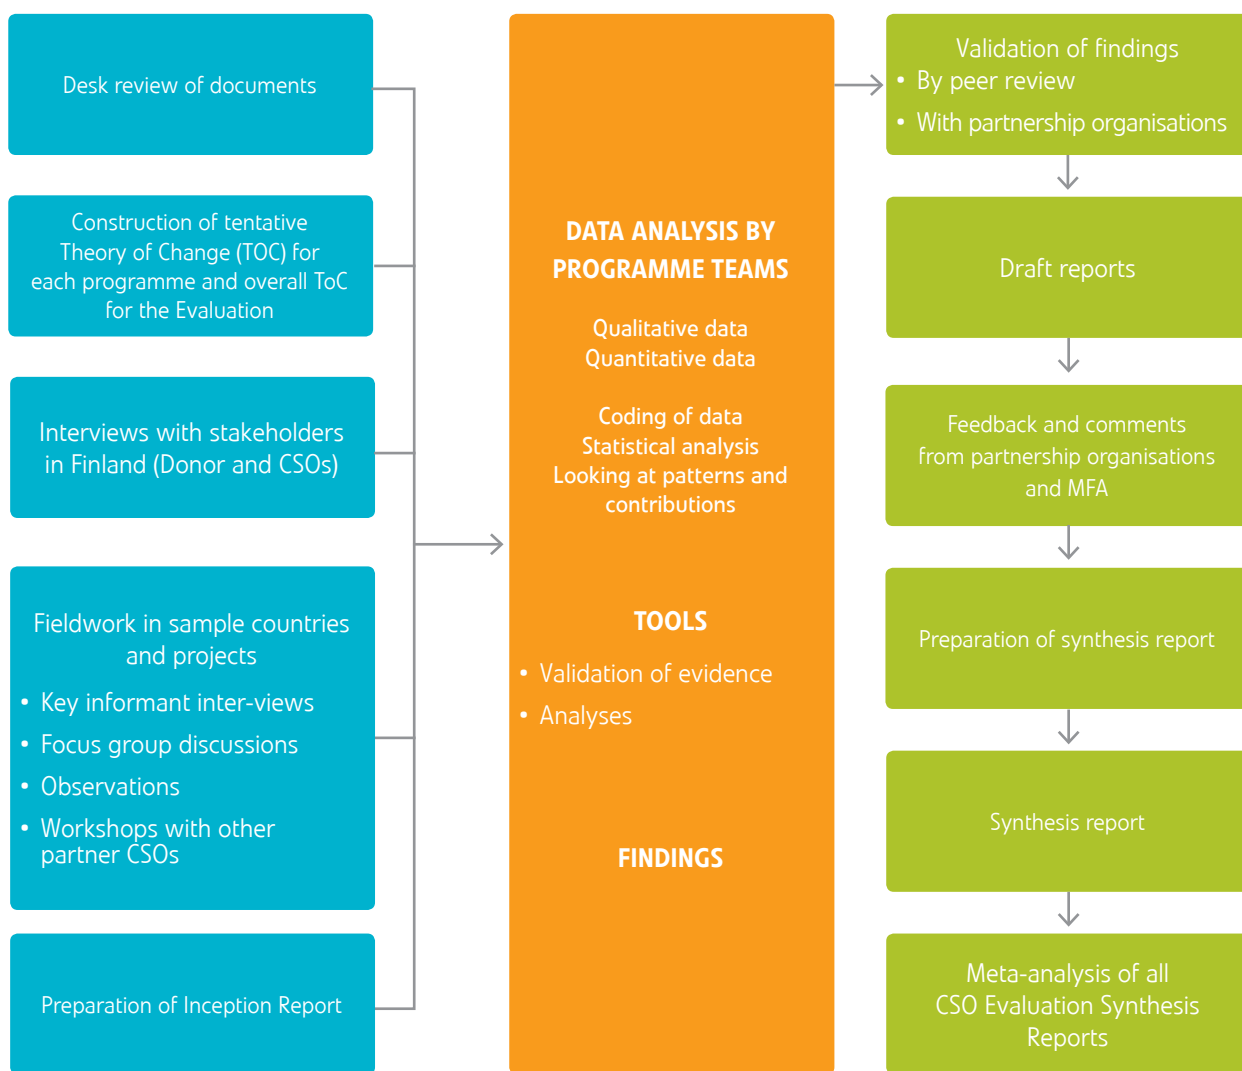 Desk review of documents
Construction of tentative
Theory of Change (TOC) for
each programme and overall ToC
for the Evaluation
Interviews with stakeholders
in Finland (Donor and CSOs)
Fieldwork in sample countries
and projects
• Key informant inter-views
• Focus group discussions
• Observations
• Workshops with other
partner CSOs
Preparation of Inception Report
DATA ANALYSIS BY
PROGRAMME TEAMS
Qualitative data
Quantitative data
Coding of data
Statistical analysis
Looking at patterns and
contributions
TOOLS
• Validation of evidence
• Analyses
FINDINGS
Validation of findings
• By peer review
• With partnership organisations
Draft reports
Feedback and comments
from partnership organisations
and MFA
Preparation of synthesis report
Synthesis report
Meta-analysis of all
CSO Evaluation Synthesis
Reports